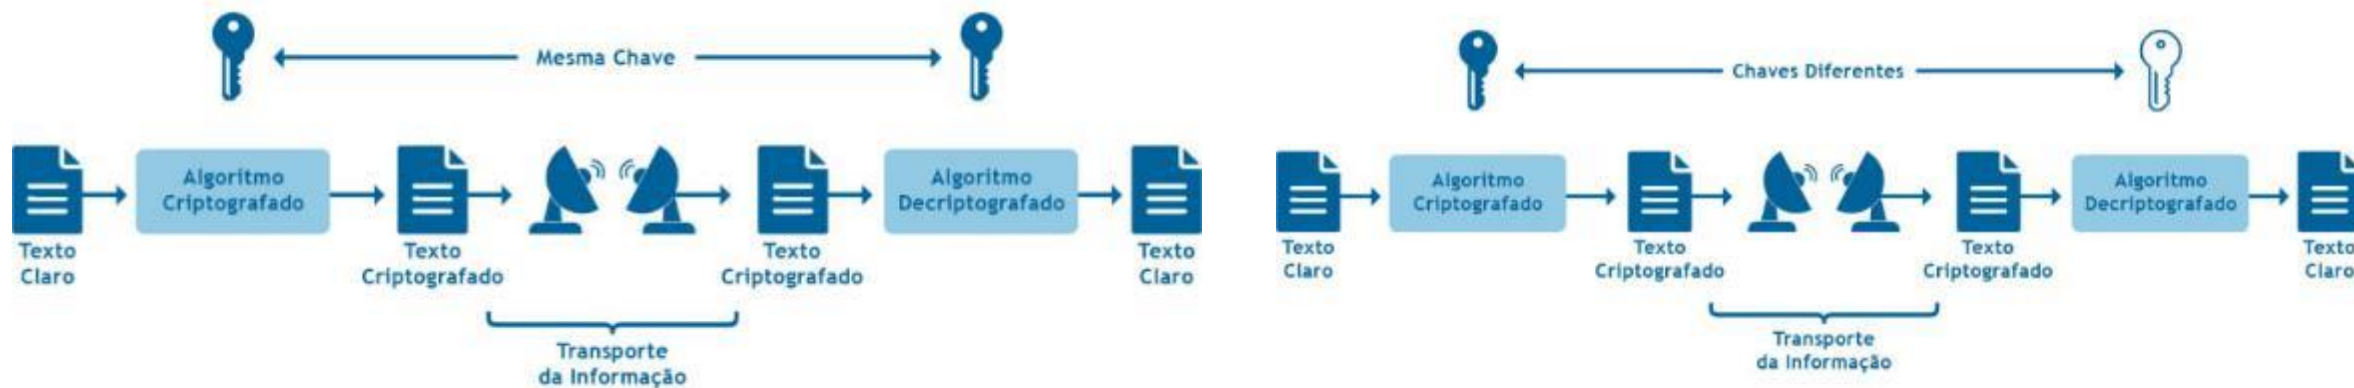 Mesma Chave
Algoritmo
Criptografado
Algoritmo
Decriptografado
Texto
Claro
Texto
Criptografado
Texto
Criptografado
Texto
Claro
Transporte
da Informação
Chaves Diferentes
Algoritmo
Criptografado
Algoritmo
Decriptografado
Texto
Claro
Texto
Criptografado
Texto
Criptografado
Texto
Claro
Transporte
da Informação